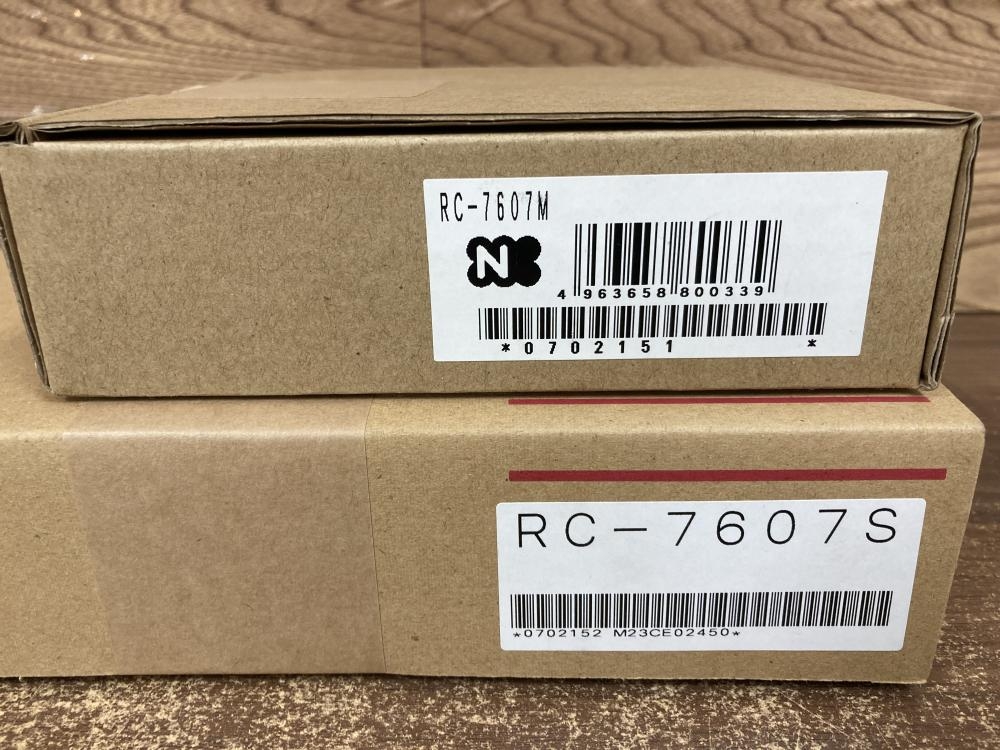 RC-7607M
N
4 963658 800339
*0702151 *
RC-7607S
*0702152 M23CE02450*